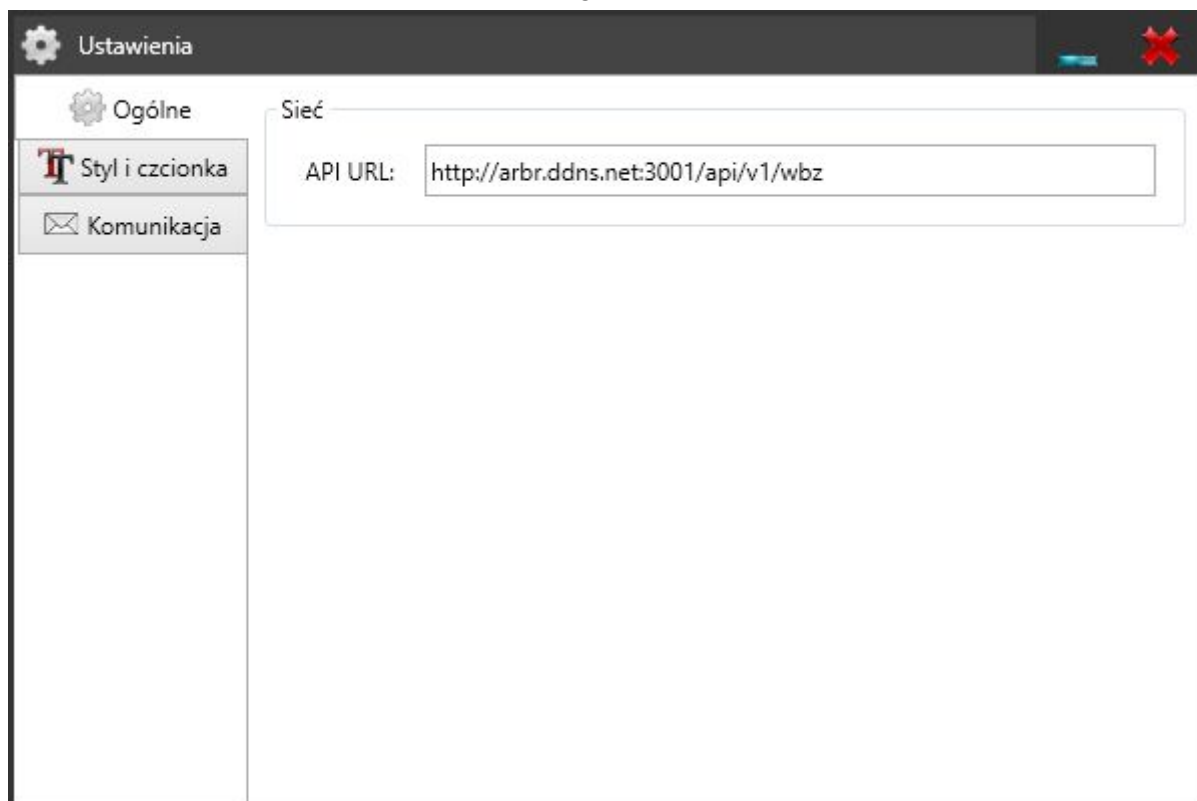 Ustawienia
Ogólne
Styl i czcionka
Komunikacja
Sieć
API URL: http://arbr.ddns.net:3001/api/v1/wbz